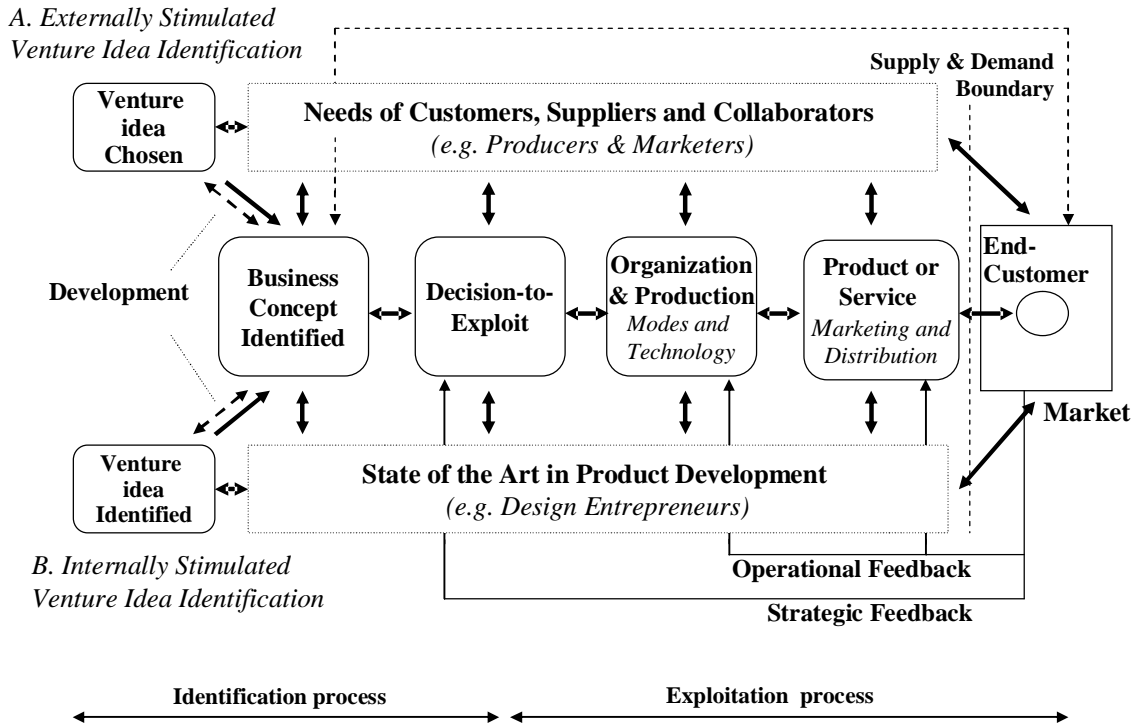 A. Externally Stimulated
Venture Idea Identification
Supply & Demand
Boundary
Venture
idea
Chosen
Needs of Customers, Suppliers and Collaborators
(e.g. Producers & Marketers)
Development
Business
Concept
Identified
Decision-to-
Exploit
Organization
& Production
Modes and
Technology
Product or
Service
Marketing and
Distribution
End-
Customer
Market
Venture
idea
Identified
State of the Art in Product Development
(e.g. Design Entrepreneurs)
B. Internally Stimulated
Venture Idea Identification
Operational Feedback
Strategic Feedback
Identification process
Exploitation process